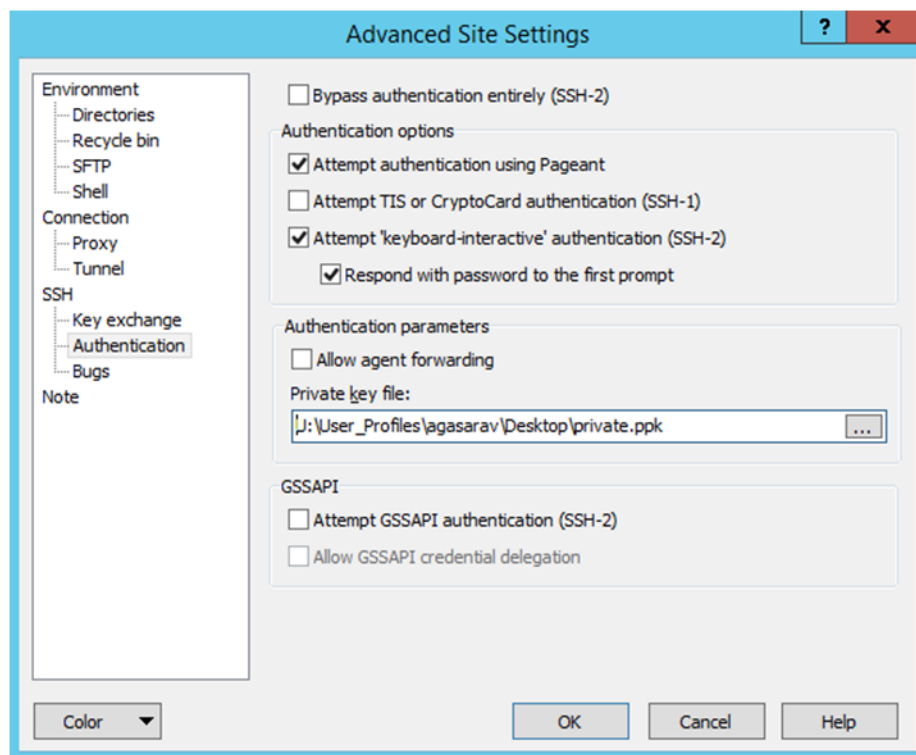 Advanced Site Settings
?
x
Environment
Directories
Recycle bin
SFTP
Shell
Connection
Proxy
Tunnel
SSH
Key exchange
Authentication
Bugs
Note
Bypass authentication entirely (SSH-2)
Authentication options
Attempt authentication using Pageant
Attempt TIS or CryptoCard authentication (SSH-1)
Attempt 'keyboard-interactive' authentication (SSH-2)
Respond with password to the first prompt
Authentication parameters
Allow agent forwarding
Private key file:
J:\User_Profiles\agasarav\Desktop\private.ppk
...
GSSAPI
Attempt GSSAPI authentication (SSH-2)
Allow GSSAPI credential delegation
Color
OK
Cancel
Help